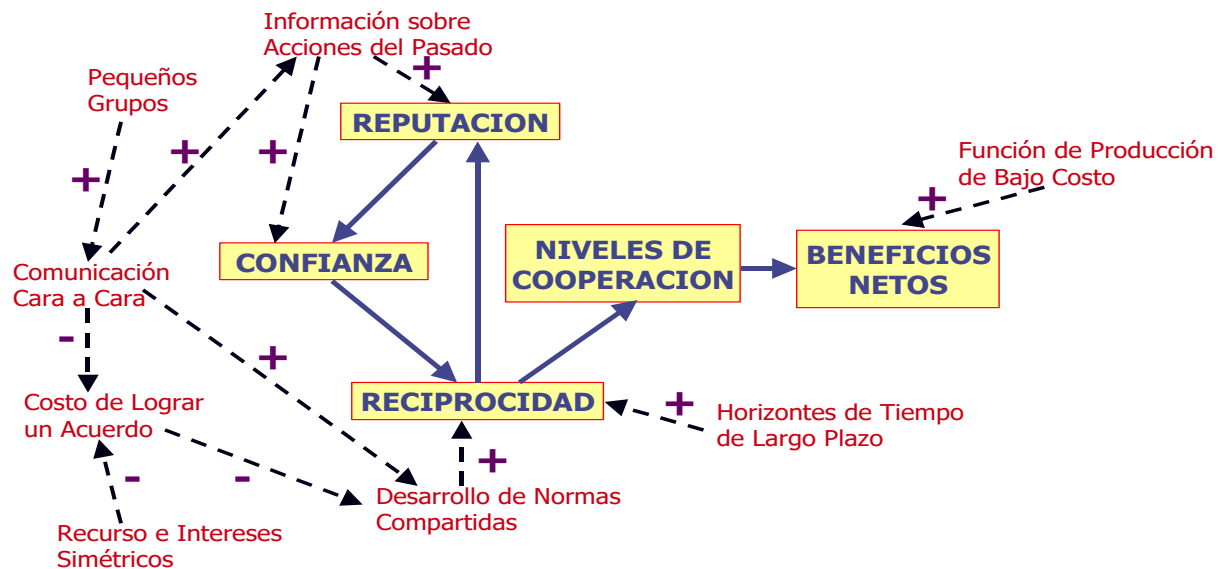 Información sobre
Acciones del Pasado
+
Pequeños
Grupos
REPUTACION
+
+
+
Función de Producción
de Bajo Costo
+
NIVELES DE
COOPERACION
CONFIANZA
BENEFICIOS
NETOS
Comunicación
Cara a Cara
-
+
Costo de Lograr
un Acuerdo
RECIPROCIDAD
+
Horizontes de Tiempo
de Largo Plazo
+
-
-
Desarrollo de Normas
Compartidas
Recurso e Intereses
Simétricos